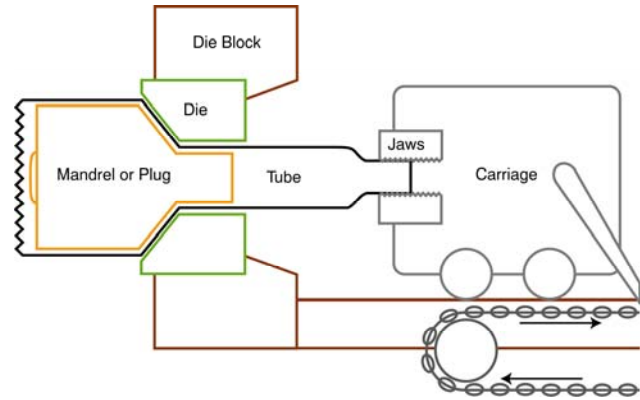 Die Block
Die
Jaws
Mandrel or Plug
Tube
Carriage